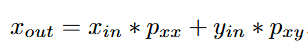 x_{out} = x_{in} * p_{xx} + y_{in} * p_{xy}